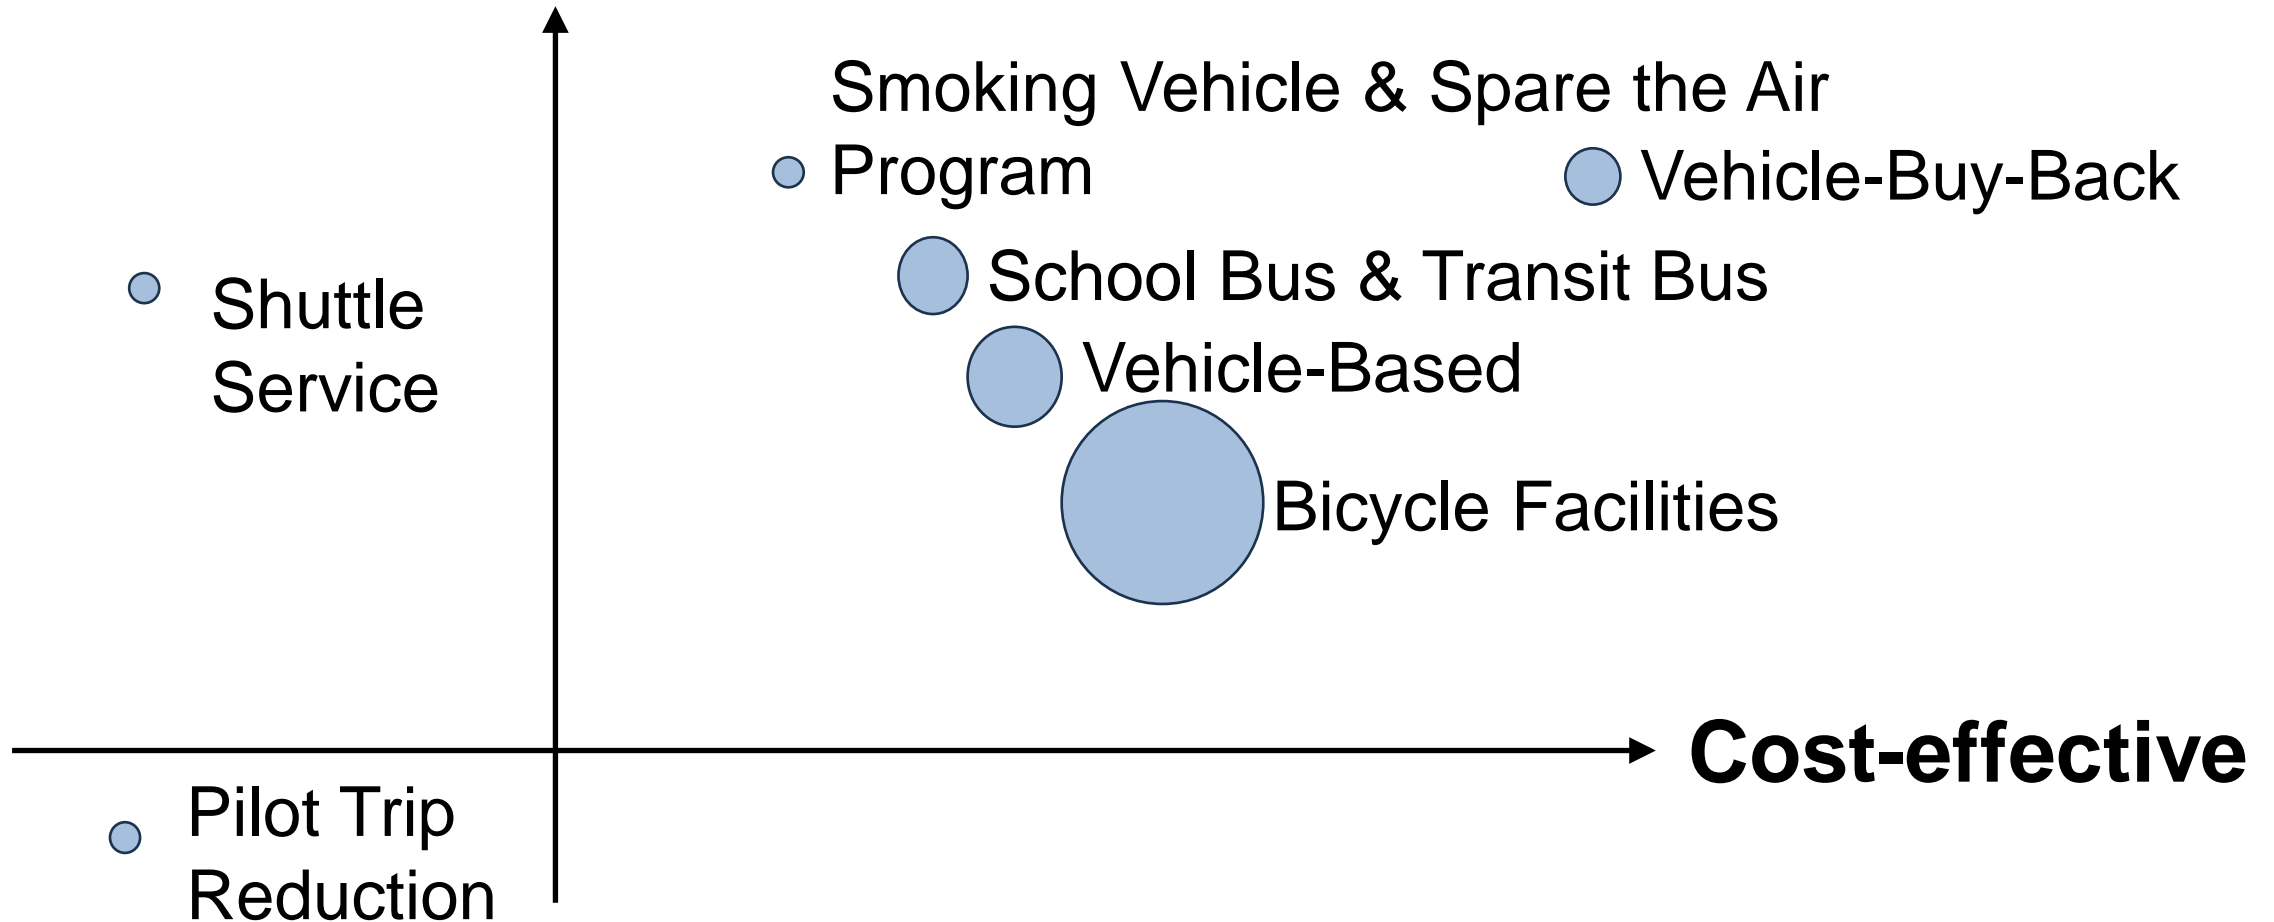 Smoking Vehicle & Spare the Air
Program
Vehicle-Buy-Back
School Bus & Transit Bus
Shuttle
Service
Vehicle-Based
Bicycle Facilities
Cost-effective
Pilot Trip
Reduction